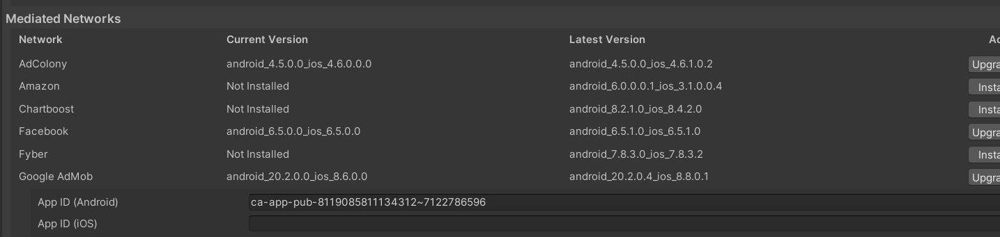 Mediated Networks
Network Current Version Latest Version
AdColony android_4.5.0.0_ios_4.6.0.0.0 android_4.5.0.0_ios_4.6.1.0.2 Upgra
Amazon Not Installed android_6.0.0.0.1_ios_3.1.0.0.4 Insta
Chartboost Not Installed android_8.2.1.0_ios_8.4.2.0 Insta
Facebook android_6.5.0.0_ios_6.5.0.0 android_6.5.1.0_ios_6.5.1.0 Upgra
Fyber Not Installed android_7.8.3.0_ios_7.8.3.2 Insta
Google AdMob android_20.2.0.0_ios_8.6.0.0 android_20.2.0.4_ios_8.8.0.1 Upgra
App ID (Android) ca-app-pub-8119085811134312~7122786596
App ID (iOS)